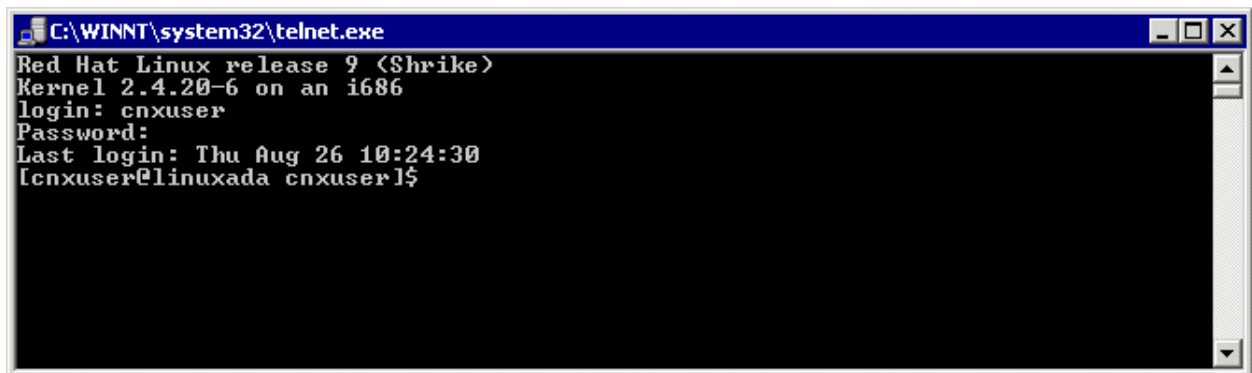 C:\WINNT\system32\telnet.exe
Red Hat Linux release 9 (Shrike)
Kernel 2.4.20-6 on an i686
login: cnxuser
Password:
Last login: Thu Aug 26 10:24:30
[cnxuser@linuxada cnxuser]$